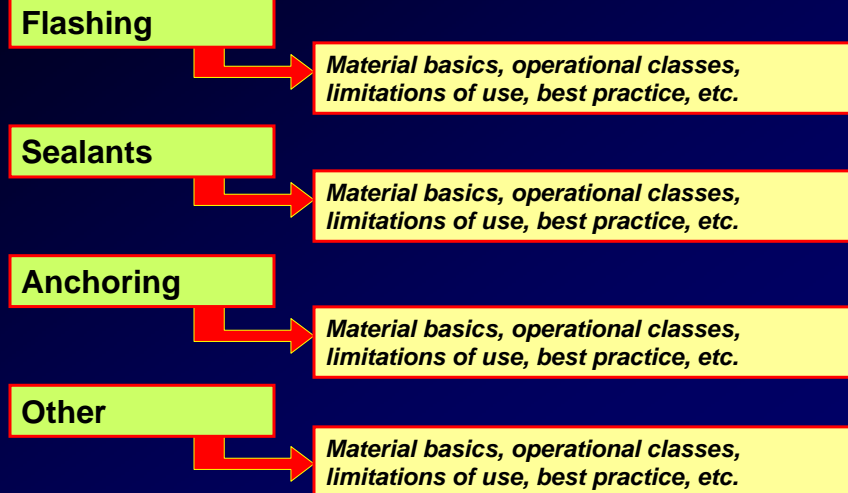 Flashing
Material basics, operational classes,
limitations of use, best practice, etc.
Sealants
Material basics, operational classes,
limitations of use, best practice, etc.
Anchoring
Material basics, operational classes,
limitations of use, best practice, etc.
Other
Material basics, operational classes,
limitations of use, best practice, etc.